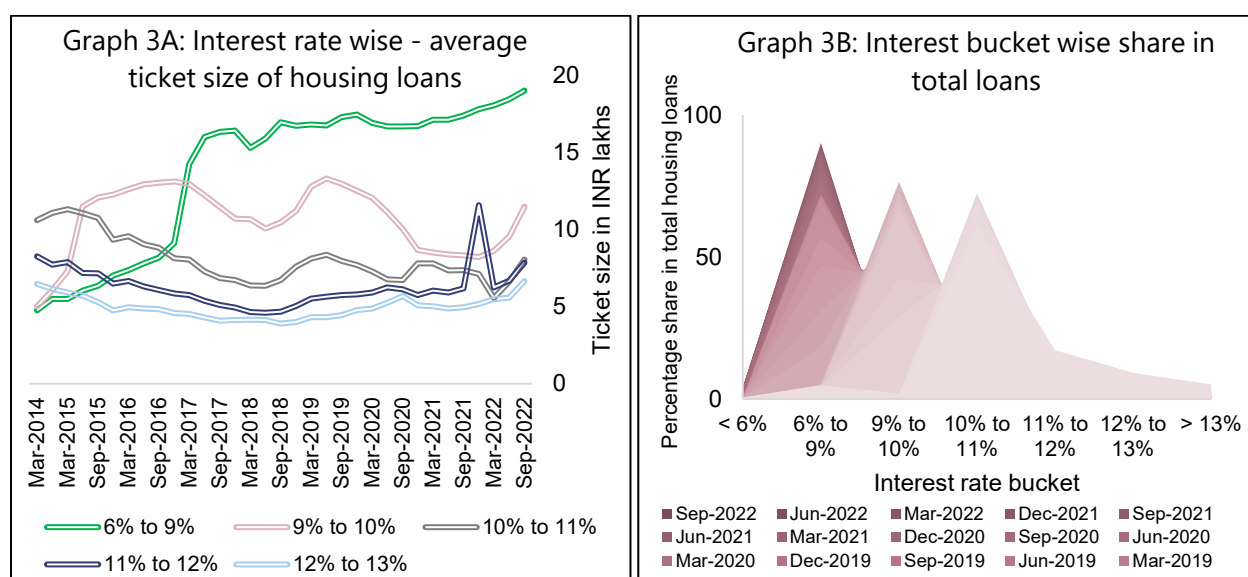 Graph 3A: Interest rate wise - average
ticket size of housing loans
20
15
10
5
0
Ticket size in INR lakhs
Mar-2014
Mar-2015
Sep-2015
Mar-2016
Sep-2016
Mar-2017
Sep-2017
Mar-2018
Sep-2018
Mar-2019
Sep-2019
Mar-2020
Sep-2020
Mar-2021
Sep-2021
Mar-2022
Sep-2022
6% to 9%
9% to 10%
10% to 11%
11% to 12%
12% to 13%
Graph 3B: Interest bucket wise share in
total loans
Percentage share in total housing loans
100
50
0
< 6%
6% to
9%
9% to
10%
10% to
11%
11% to
12%
12% to
13%
> 13%
Interest rate bucket
Sep-2022 Jun-2022 Mar-2022 Dec-2021 Sep-2021
Jun-2021 Mar-2021 Dec-2020 Sep-2020 Jun-2020
Mar-2020 Dec-2019 Sep-2019 Jun-2019 Mar-2019